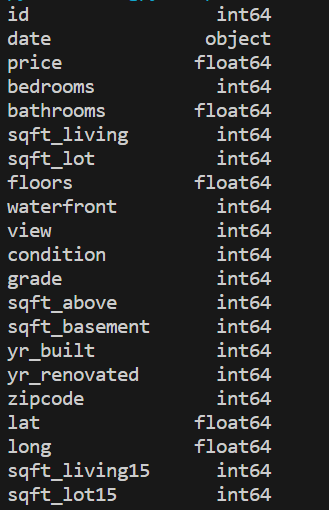 id int64
date object
price float64
bedrooms int64
bathrooms float64
sqft_living int64
sqft_lot int64
floors float64
waterfront int64
view int64
condition int64
grade int64
sqft_above int64
sqft_basement int64
yr_built int64
yr_renovated int64
zipcode int64
lat float64
long float64
sqft_living15 int64
sqft_lot15 int64